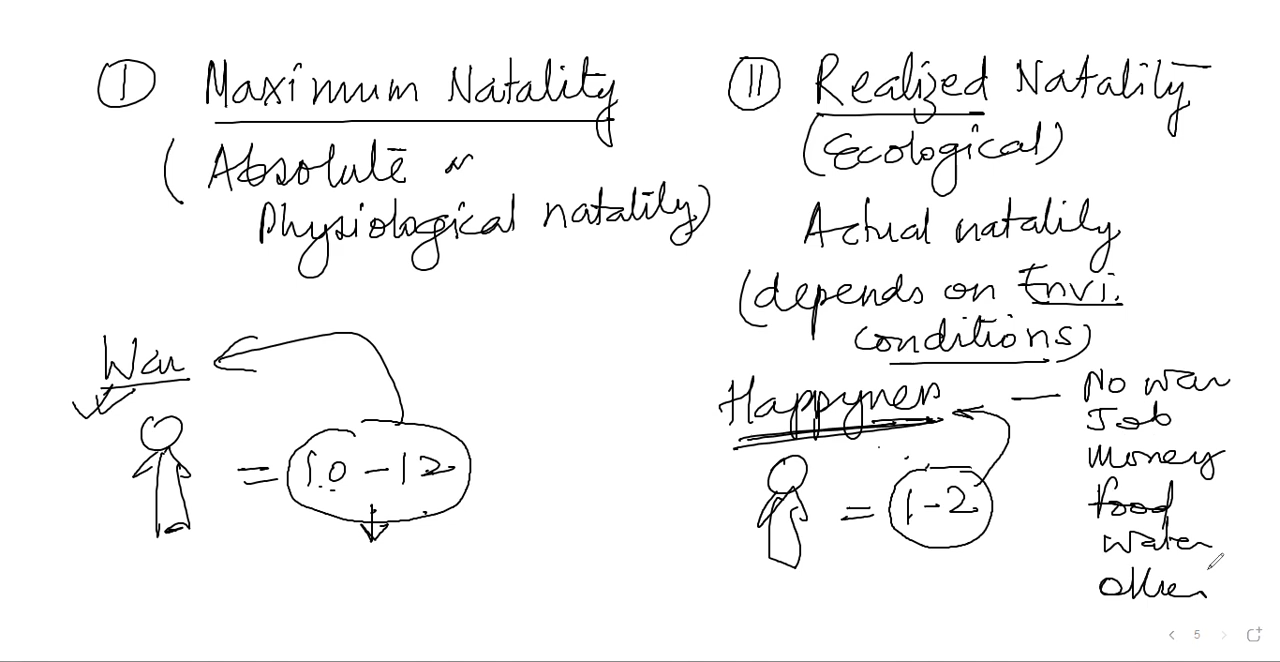 I Maximum Natality
(Absolute or
Physiological natality)
War
= 10-12
II Realized Natality
(Ecological)
Actual natality
(depends on Envi.
conditions)
Happyness — No war
Job
Money
food
water
other
= 1-2
5